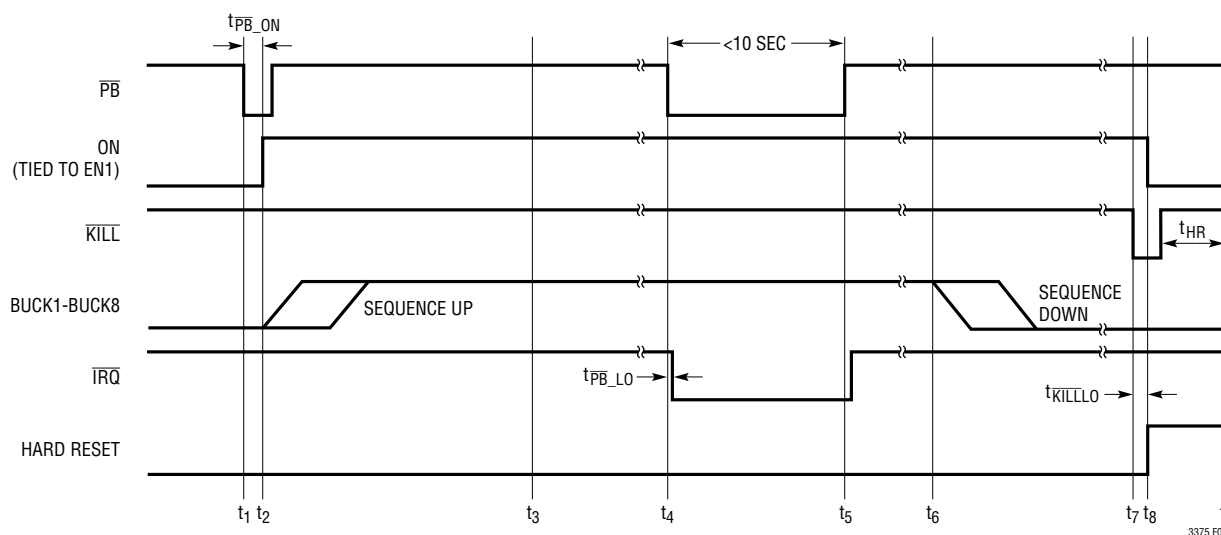 tPB_ON
<10 SEC
PB
ON
(TIED TO EN1)
KILL
tHR
BUCK1-BUCK8
SEQUENCE UP
SEQUENCE
DOWN
IRQ
tPB_LO
tKILLLO
HARD RESET
t1 t2 t3 t4 t5 t6 t7 t8
3375 F0